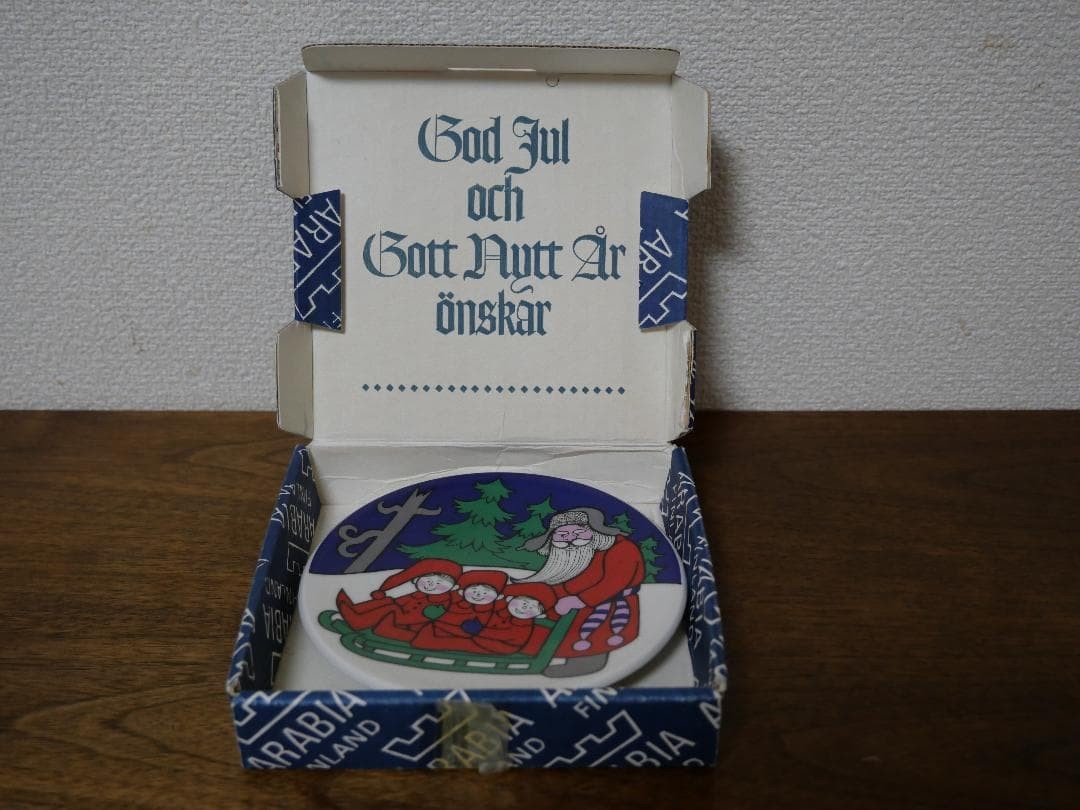 God Jul
och
Gott Nytt År
önskar
ARABIA
FINLAND
ARABIA
FINLAND
ARABIA